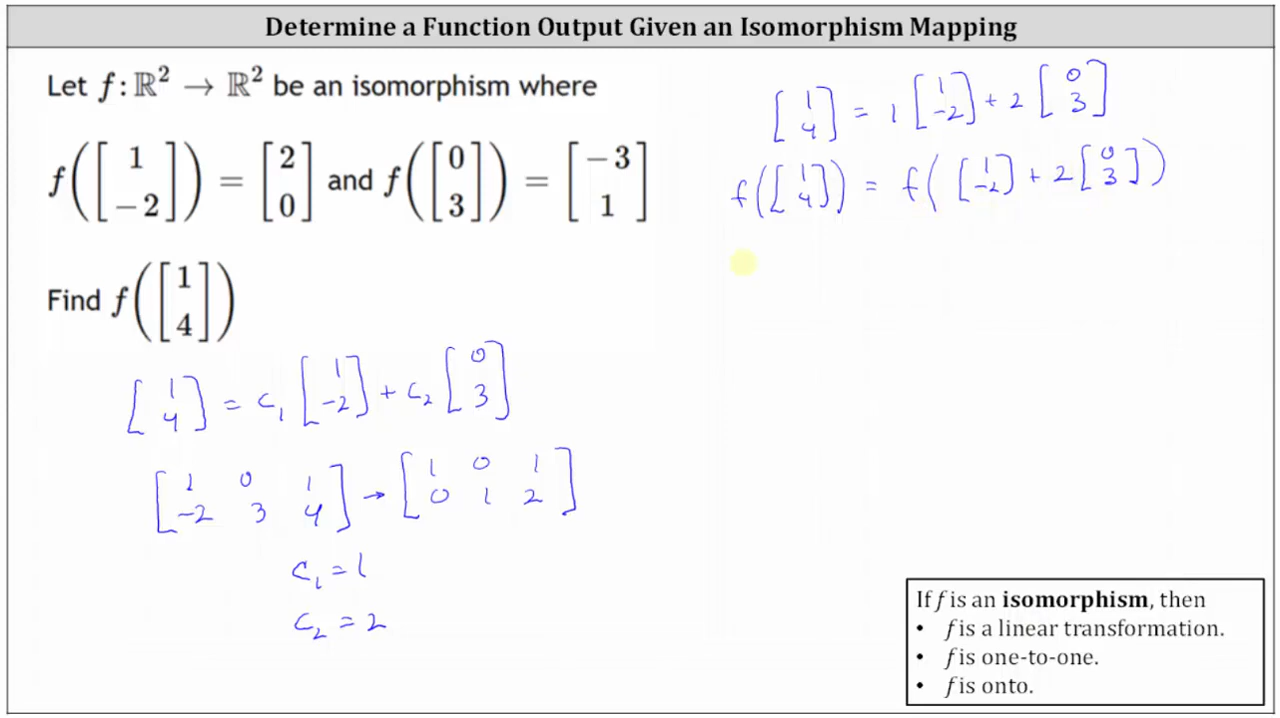 Determine a Function Output Given an Isomorphism Mapping
Let f: ℝ² → ℝ² be an isomorphism where
f([1 -2]) = [2 0] and f([0 3]) = [-3 1]
Find f([1 4])
[1 4] = c₁ [1 -2] + c₂ [0 3]
[1 0 1
-2 3 4] → [1 0 1
0 1 2]
c₁ = 1
c₂ = 2
[1 4] = 1 [1 -2] + 2 [0 3]
f([1 4]) = f([1 -2] + 2 [0 3])
If f is an isomorphism, then
• f is a linear transformation.
• f is one-to-one.
• f is onto.